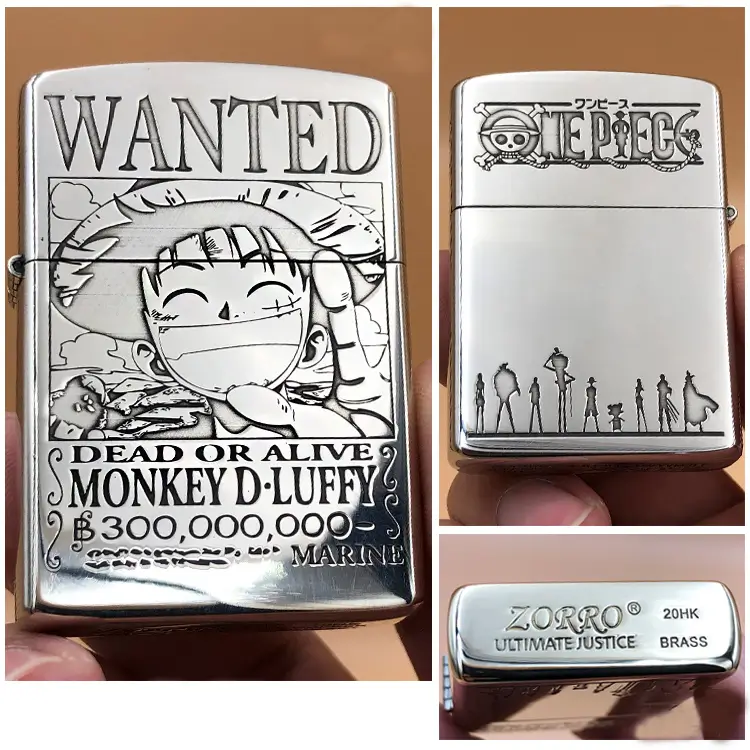 WANTED
DEAD OR ALIVE
MONKEY D·LUFFY
฿300,000,000-
MARINE
ワンピース
ONE PIECE
ZORRO® 20HK
ULTIMATE JUSTICE BRASS